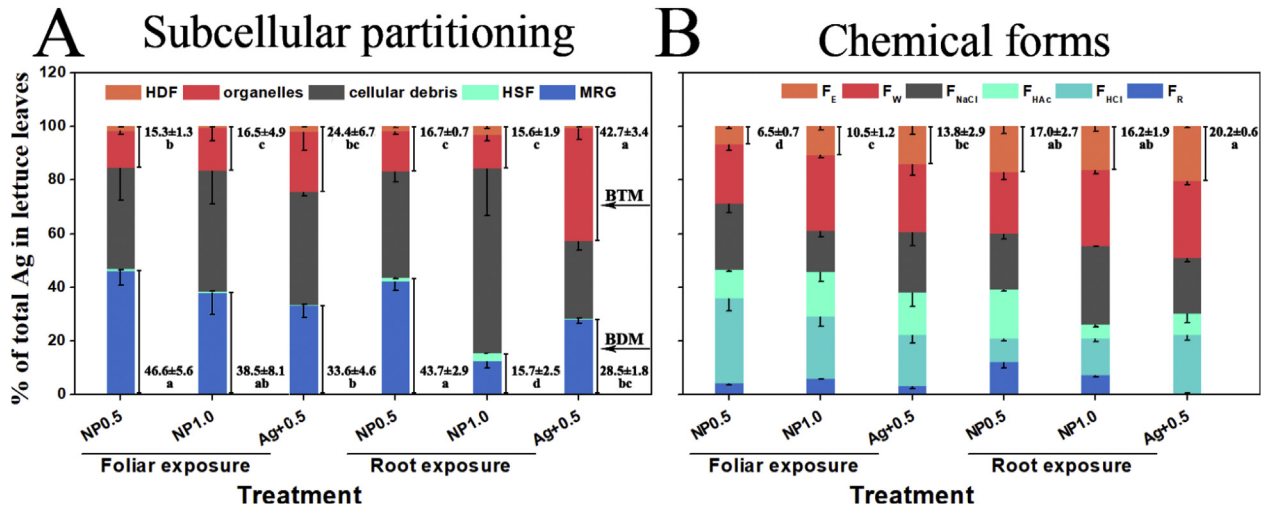 A Subcellular partitioning
HDF organelles cellular debris HSF MRG
% of total Ag in lettuce leaves
120
100
80
60
40
20
0
15.3±1.3
b
16.5±4.9
c
24.4±6.7
bc
16.7±0.7
c
15.6±1.9
c
42.7±3.4
a
BTM
BDM
46.6±5.6
a
38.5±8.1
ab
33.6±4.6
b
43.7±2.9
a
15.7±2.5
d
28.5±1.8
bc
NP0.5 NP1.0 Ag+0.5 NP0.5 NP1.0 Ag+0.5
Foliar exposure Root exposure
Treatment
B Chemical forms
FE FW FNaCl FHAc FHCl FR
6.5±0.7
d
10.5±1.2
c
13.8±2.9
bc
17.0±2.7
ab
16.2±1.9
ab
20.2±0.6
a
NP0.5 NP1.0 Ag+0.5 NP0.5 NP1.0 Ag+0.5
Foliar exposure Root exposure
Treatment